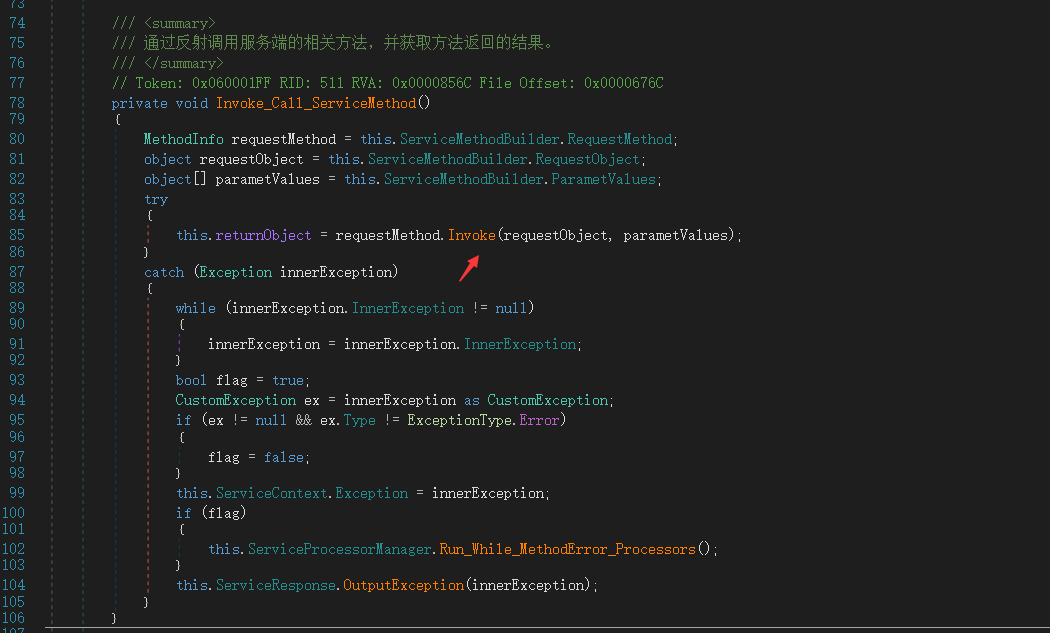 73
74 /// <summary>
75 /// 通过反射调用服务端的相关方法，并获取方法返回的结果。
76 /// </summary>
77 // Token: 0x060001FF RID: 511 RVA: 0x0000856C File Offset: 0x0000676C
78 private void Invoke_Call_ServiceMethod()
79 {
80 MethodInfo requestMethod = this.ServiceMethodBuilder.RequestMethod;
81 object requestObject = this.ServiceMethodBuilder.RequestObject;
82 object[] parametValues = this.ServiceMethodBuilder.ParametValues;
83 try
84 {
85 this.returnObject = requestMethod.Invoke(requestObject, parametValues);
86 }
87 catch (Exception innerException)
88 {
89 while (innerException.InnerException != null)
90 {
91 innerException = innerException.InnerException;
92 }
93 bool flag = true;
94 CustomException ex = innerException as CustomException;
95 if (ex != null && ex.Type != ExceptionType.Error)
96 {
97 flag = false;
98 }
99 this.ServiceContext.Exception = innerException;
100 if (flag)
101 {
102 this.ServiceProcessorManager.Run_While_MethodError_Processors();
103 }
104 this.ServiceResponse.OutputException(innerException);
105 }
106 }
107